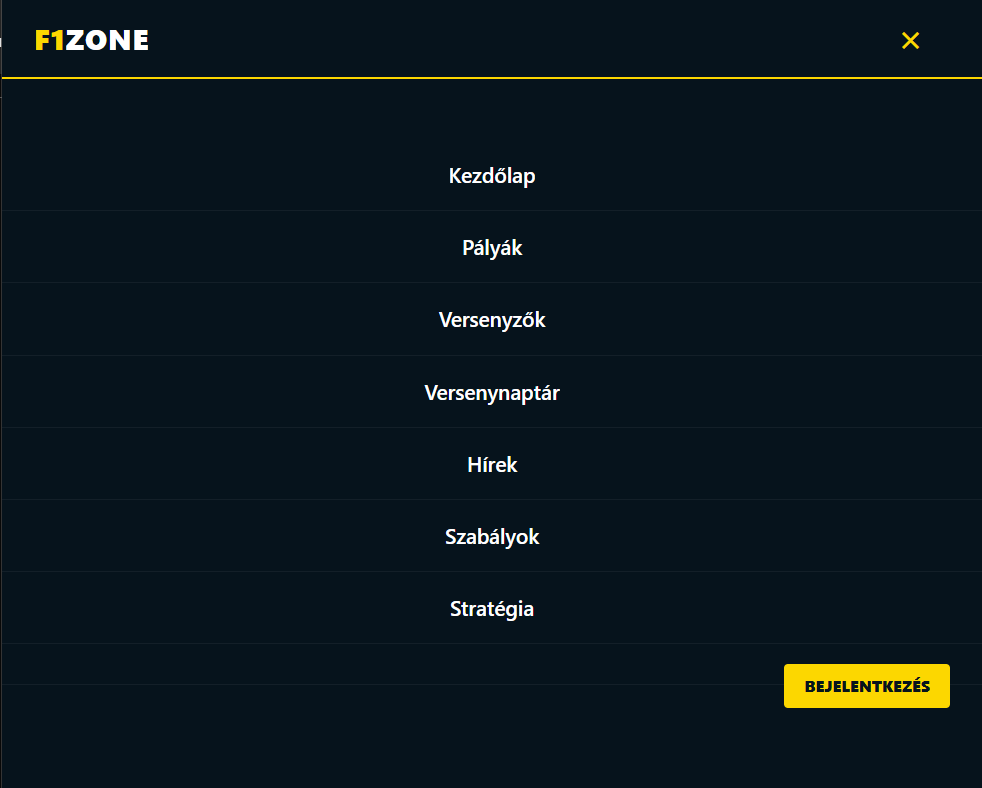 F1ZONE
Kezdőlap
Pályák
Versenyzők
Versenynaptár
Hírek
Szabályok
Stratégia
BEJELENTKEZÉS